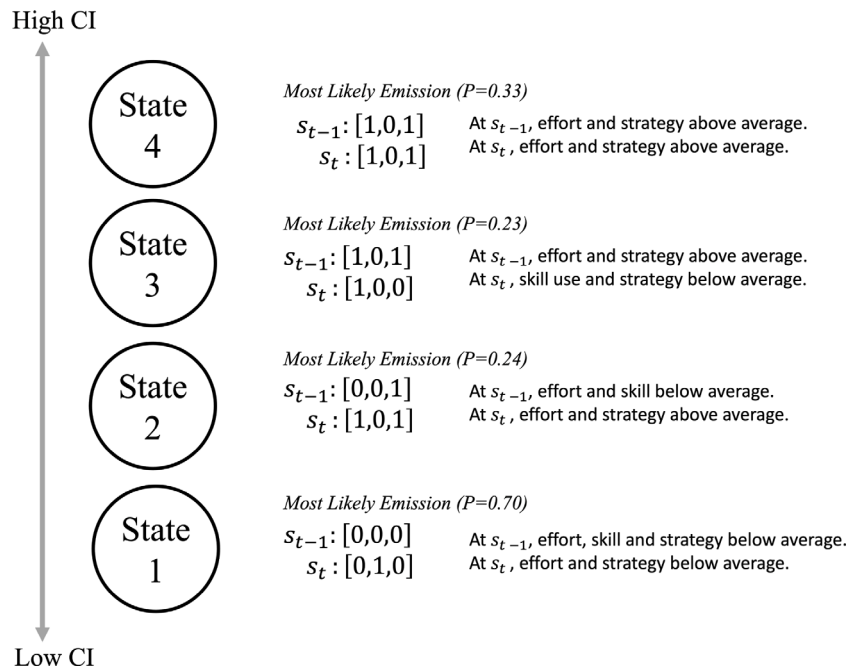 High CI
State
4
Most Likely Emission (P=0.33)
s_{t−1}: [1,0,1] At s_{t−1}, effort and strategy above average.
s_t : [1,0,1] At s_t , effort and strategy above average.
State
3
Most Likely Emission (P=0.23)
s_{t−1}: [1,0,1] At s_{t−1}, effort and strategy above average.
s_t : [1,0,0] At s_t , skill use and strategy below average.
State
2
Most Likely Emission (P=0.24)
s_{t−1}: [0,0,1] At s_{t−1}, effort and skill below average.
s_t : [1,0,1] At s_t , effort and strategy above average.
State
1
Most Likely Emission (P=0.70)
s_{t−1}: [0,0,0] At s_{t−1}, effort, skill and strategy below average.
s_t : [0,1,0] At s_t , effort and strategy below average.
Low CI